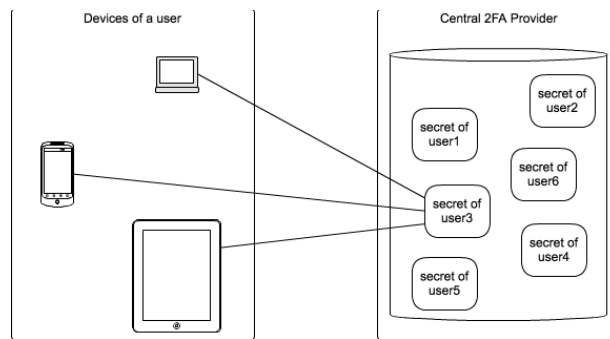 Devices of a user
Central 2FA Provider
secret of
user1
secret of
user2
secret of
user6
secret of
user3
secret of
user4
secret of
user5